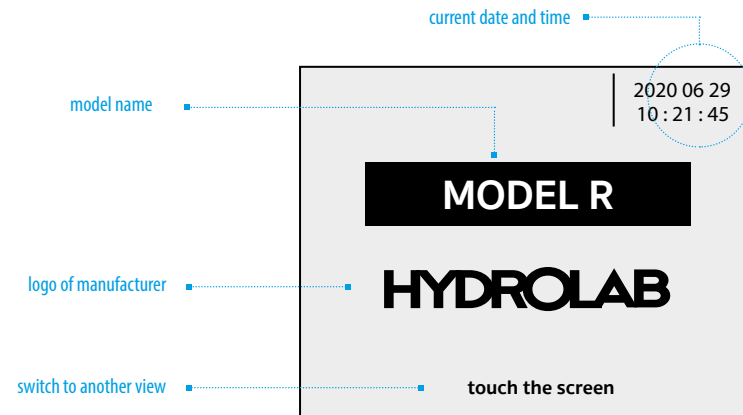 current date and time
2020 06 29
model name
10 : 21 : 45
MODEL R
logo of manufacturer
HYDROLAB
switch to another view
touch the screen